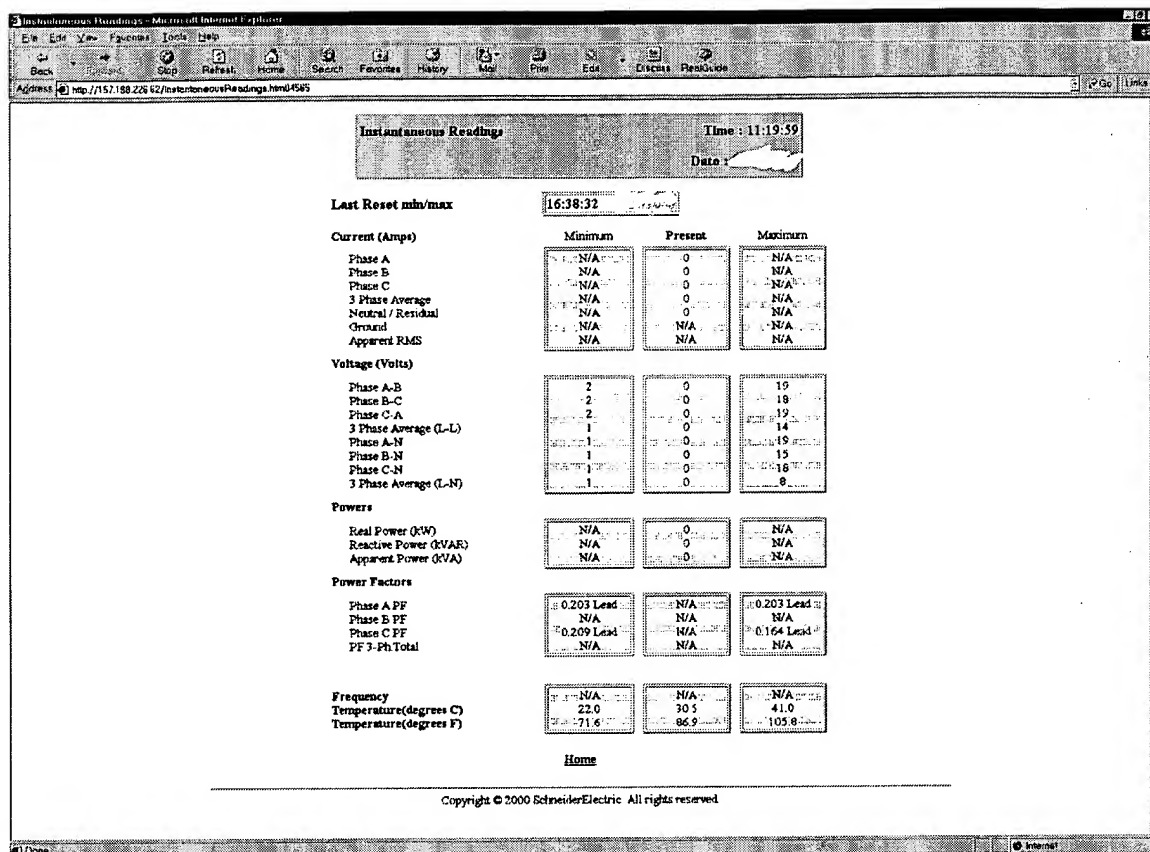 Instantaneous Readings - Microsoft Internet Explorer
File Edit View Favorites Tools Help
Back Forward Stop Refresh Home Search Favorites History Mail Print Edit Discuss RealGuide
Address http://157.198.226.62/InstantaneousReadings.html04565 Go Links
Instantaneous Readings Time : 11:19:59
Date :
Last Reset min/max 16:38:32
Current (Amps) Minimum Present Maximum
Phase A N/A 0 N/A
Phase B N/A 0 N/A
Phase C N/A 0 N/A
3 Phase Average N/A 0 N/A
Neutral / Residual N/A 0 N/A
Ground N/A N/A N/A
Apparent RMS N/A N/A N/A
Voltage (Volts)
Phase A-B 2 0 19
Phase B-C 2 0 18
Phase C-A 2 0 19
3 Phase Average (L-L) 1 0 14
Phase A-N 1 0 19
Phase B-N 1 0 15
Phase C-N 1 0 18
3 Phase Average (L-N) 1 0 8
Powers
Real Power (kW) N/A 0 N/A
Reactive Power (kVAR) N/A 0 N/A
Apparent Power (kVA) N/A 0 N/A
Power Factors
Phase A PF 0.203 Lead N/A 0.203 Lead
Phase B PF N/A N/A N/A
Phase C PF 0.209 Lead N/A 0.164 Lead
PF 3-Ph.Total N/A N/A N/A
Frequency N/A N/A N/A
Temperature(degrees C) 22.0 30.5 41.0
Temperature(degrees F) 71.6 86.9 105.8
Home
Copyright © 2000 SchneiderElectric All rights reserved
Done Internet